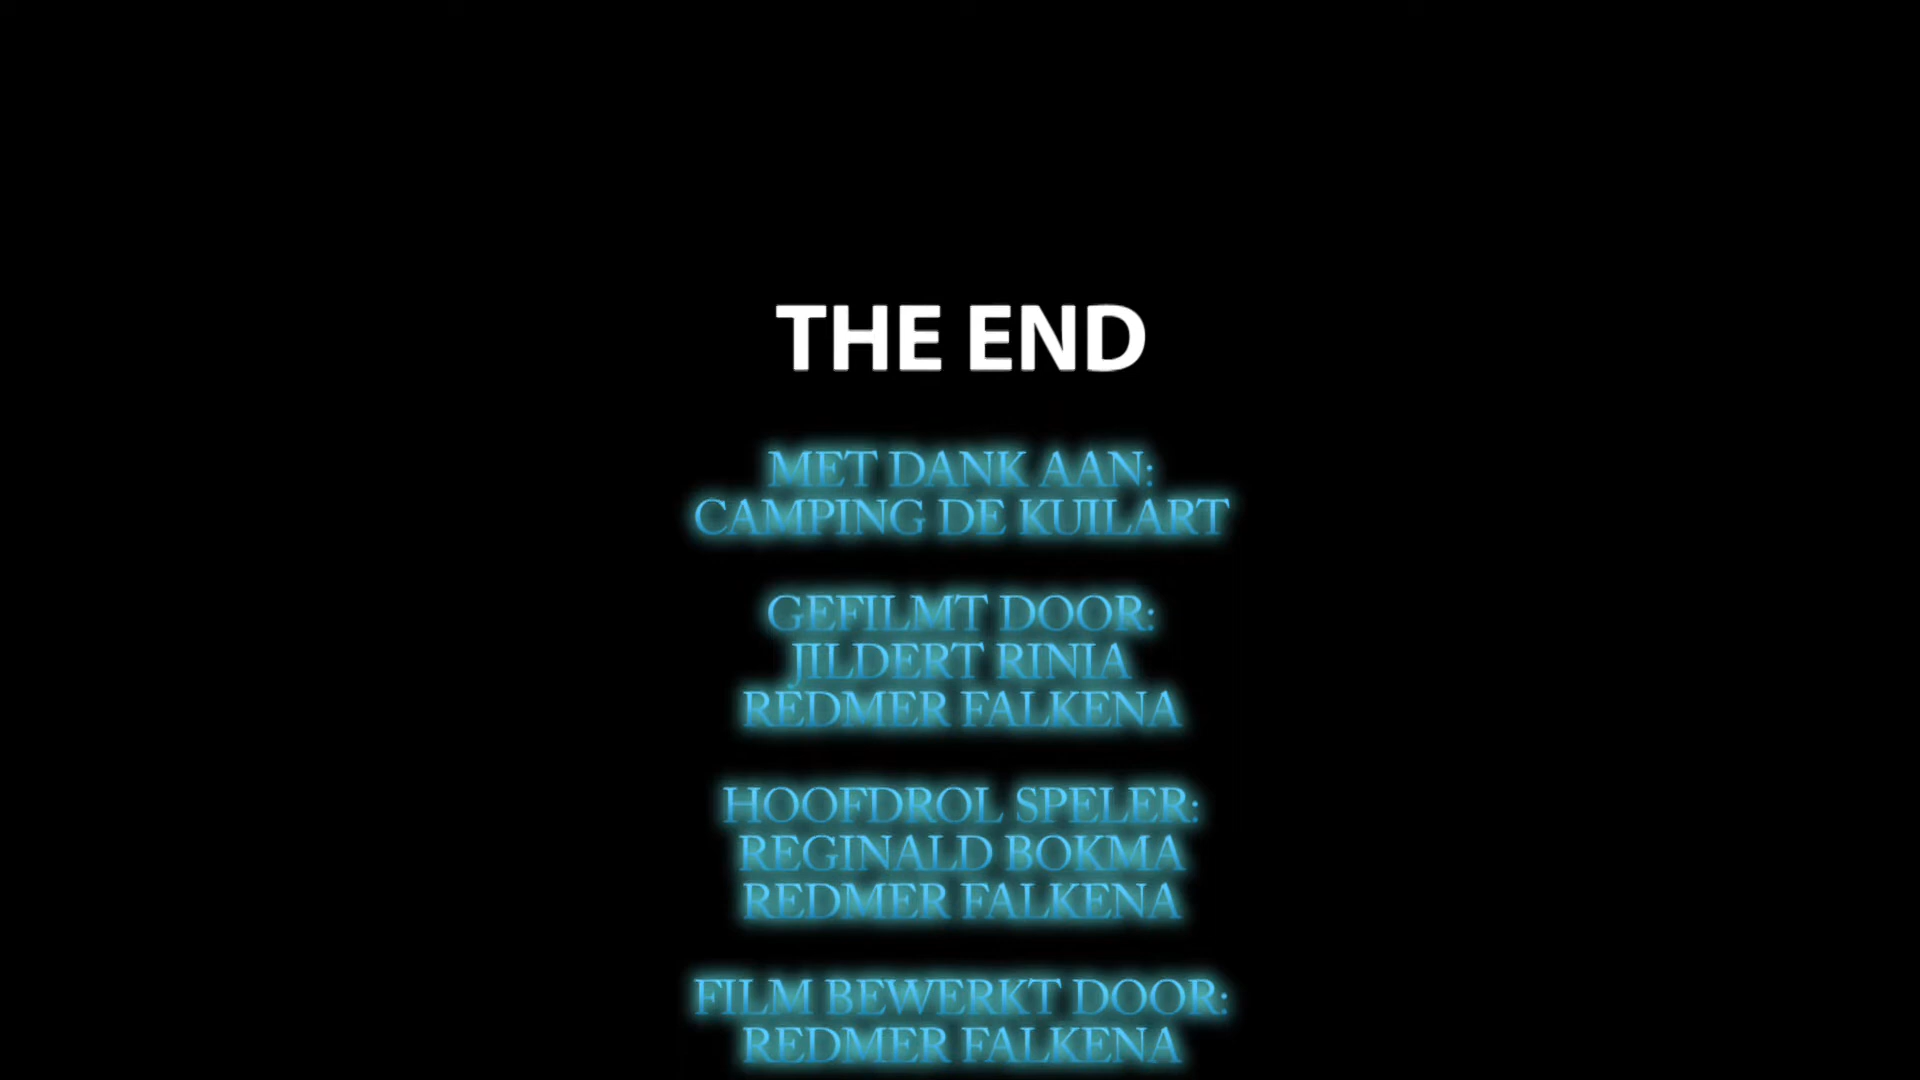 THE END
MET DANK AAN:
CAMPING DE KUILART
GEFILMT DOOR:
JILDERT RINIA
REDMER FALKENA
HOOFDROL SPELER:
REGINALD BOKMA
REDMER FALKENA
FILM BEWERKT DOOR:
REDMER FALKENA